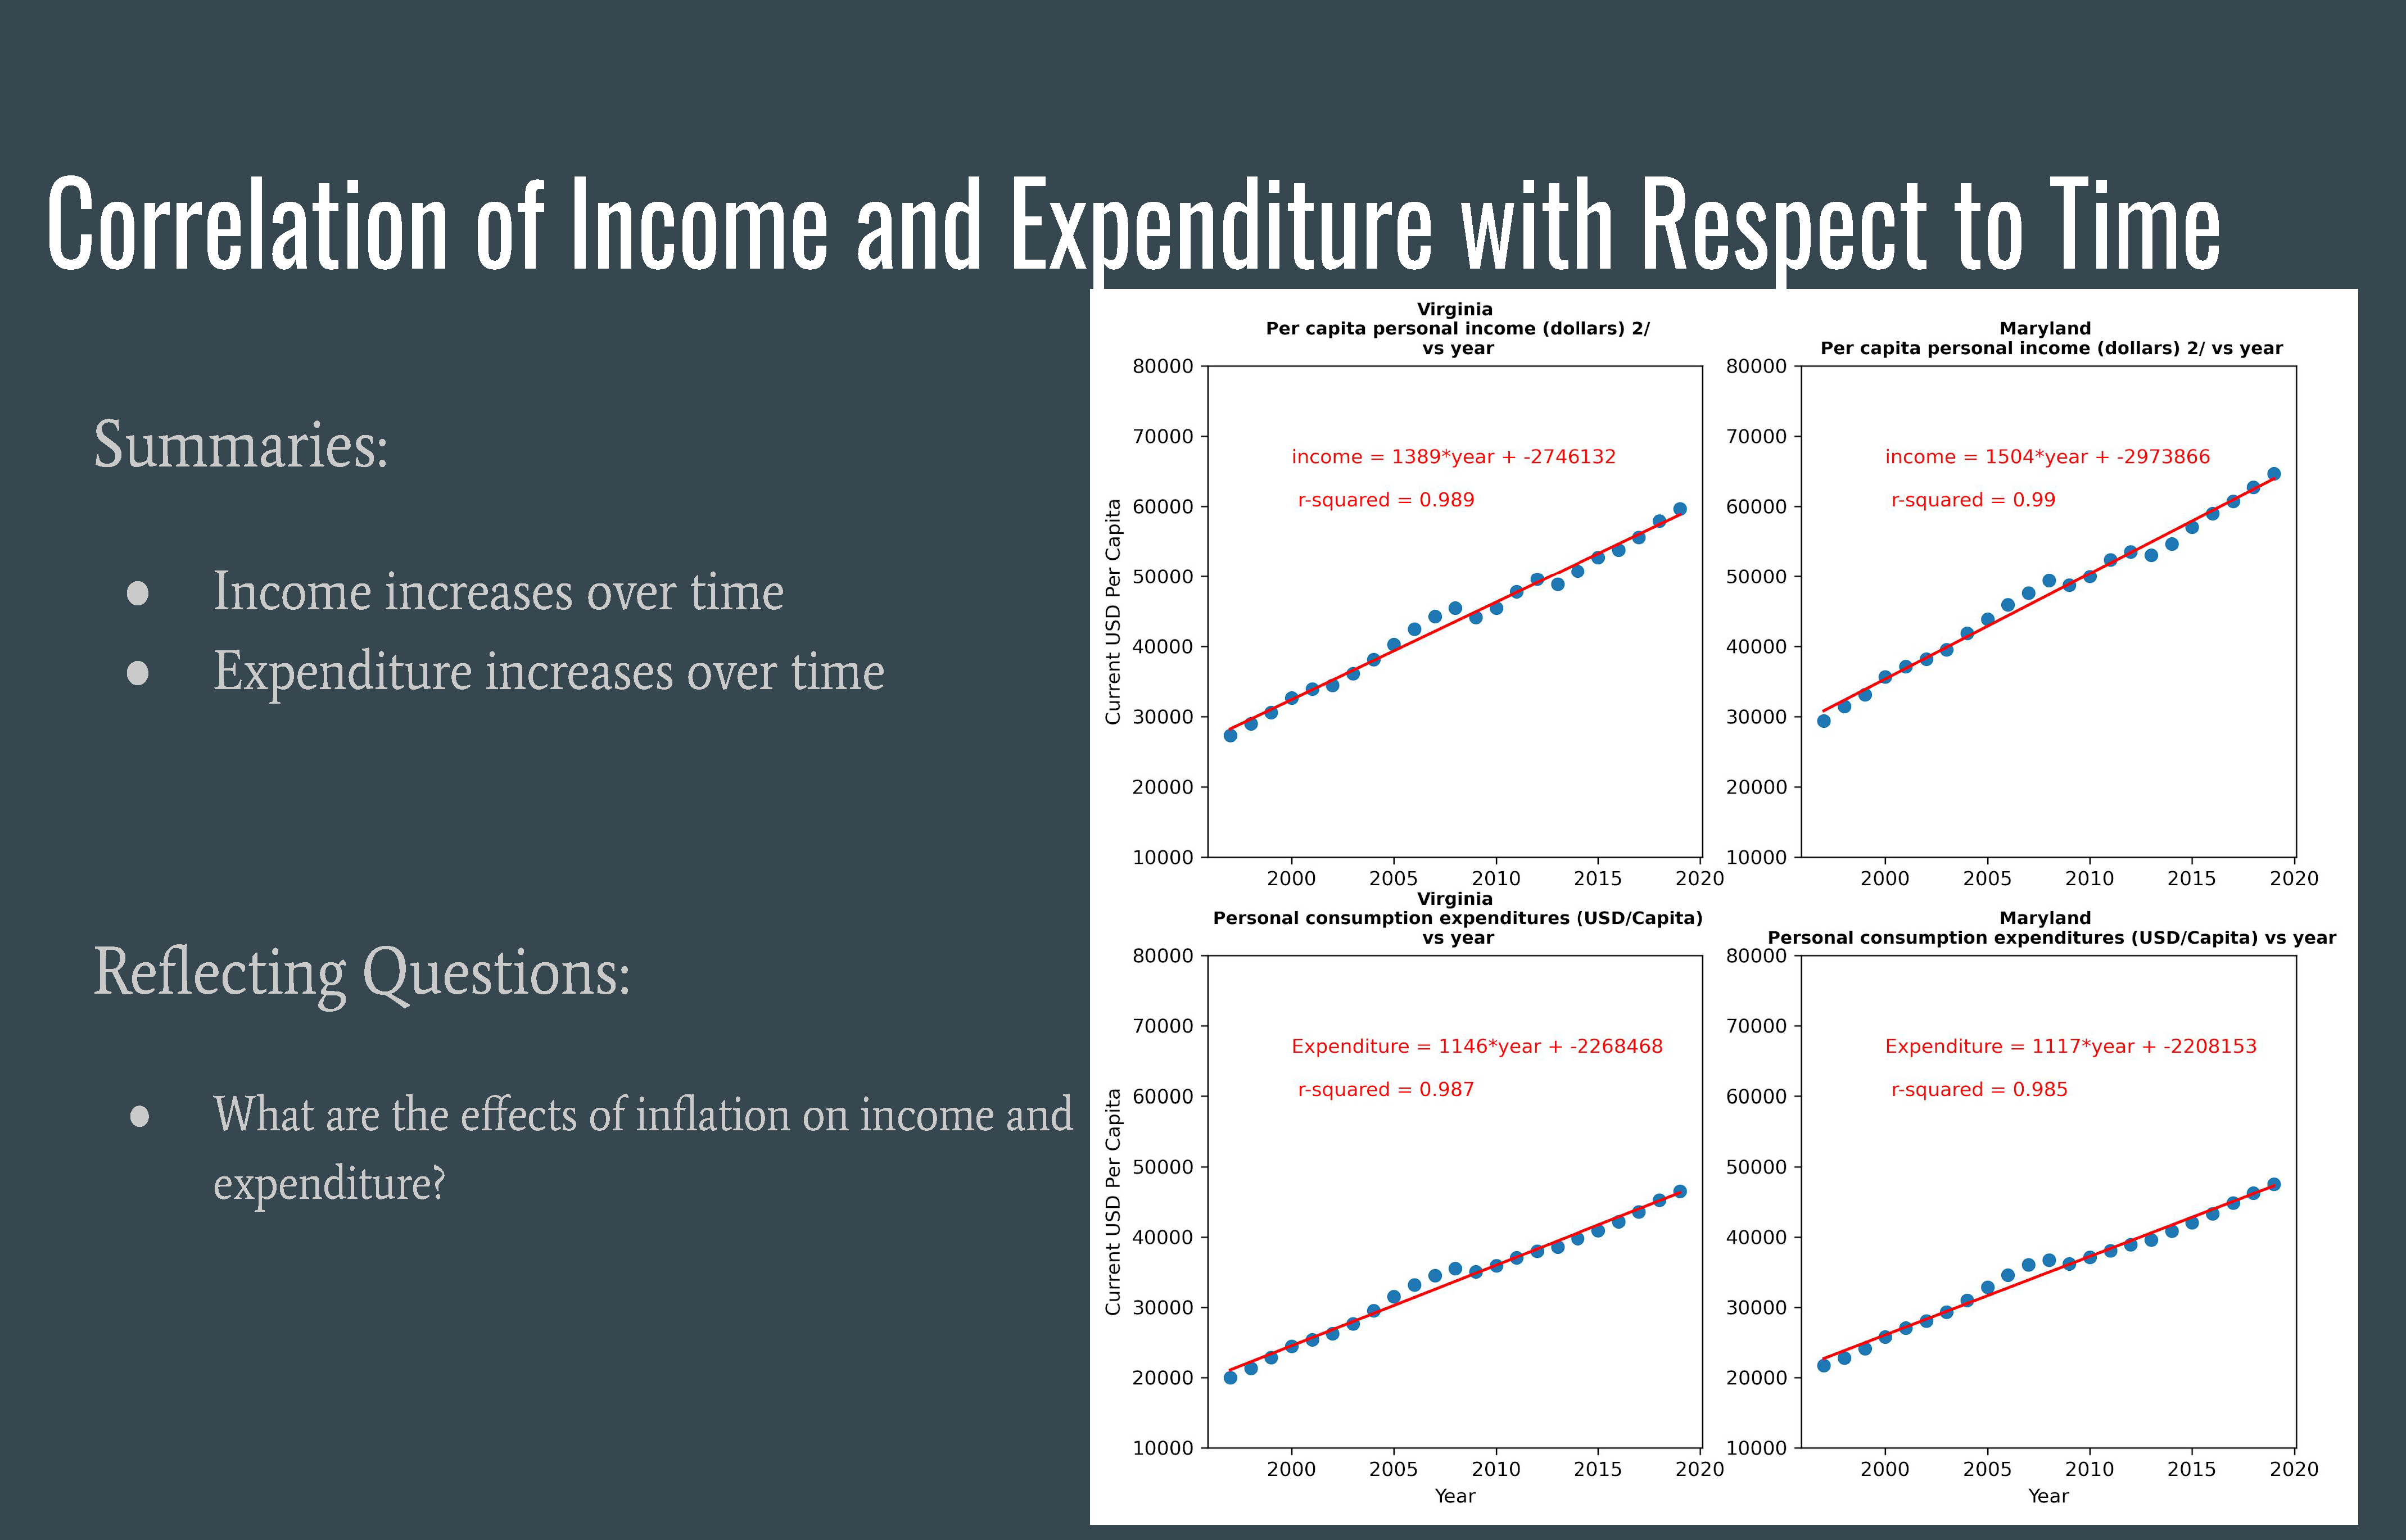 Correlation of Income and Expenditure with Respect to Time
Summaries:
● Income increases over time
● Expenditure increases over time
Reflecting Questions:
● What are the effects of inflation on income and
expenditure?
Virginia
Per capita personal income (dollars) 2/
vs year
80000
70000
60000
50000
40000
30000
20000
10000
Current USD Per Capita
income = 1389*year + -2746132
r-squared = 0.989
2000 2005 2010 2015 2020
Maryland
Per capita personal income (dollars) 2/ vs year
80000
70000
60000
50000
40000
30000
20000
10000
income = 1504*year + -2973866
r-squared = 0.99
2000 2005 2010 2015 2020
Virginia
Personal consumption expenditures (USD/Capita)
vs year
80000
70000
60000
50000
40000
30000
20000
10000
Current USD Per Capita
Expenditure = 1146*year + -2268468
r-squared = 0.987
2000 2005 2010 2015 2020
Year
Maryland
Personal consumption expenditures (USD/Capita) vs year
80000
70000
60000
50000
40000
30000
20000
10000
Expenditure = 1117*year + -2208153
r-squared = 0.985
2000 2005 2010 2015 2020
Year